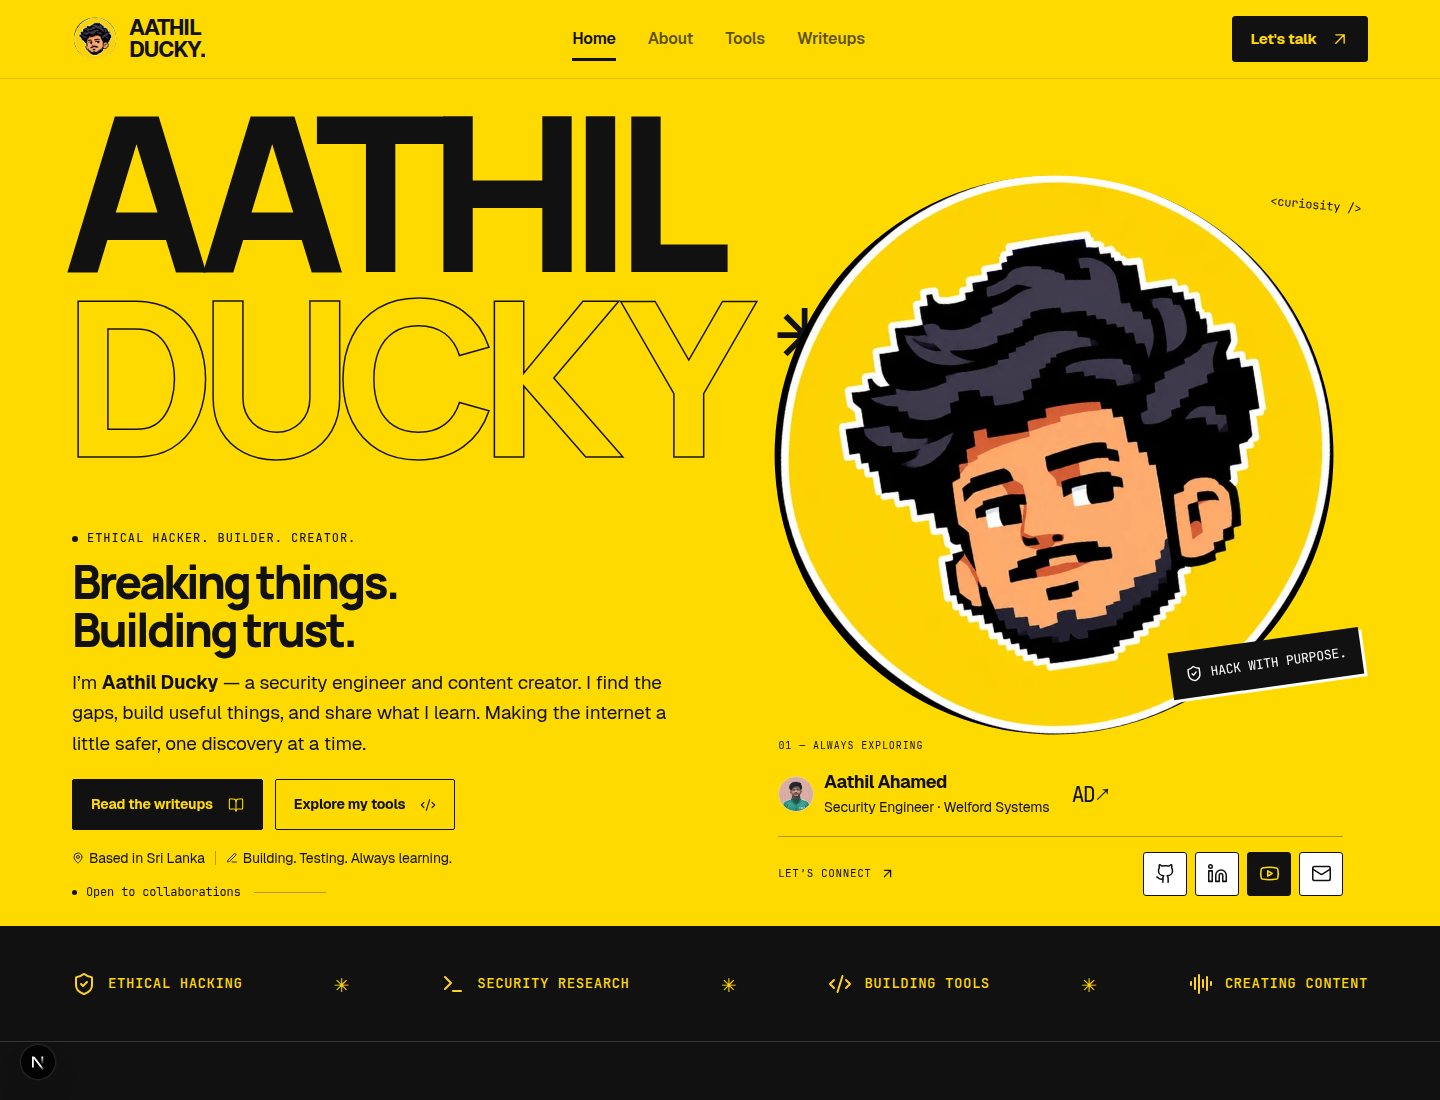 AATHIL
DUCKY.
Home
About
Tools
Writeups
Let's talk
AATHIL
DUCKY
<curiosity />
HACK WITH PURPOSE.
ETHICAL HACKER. BUILDER. CREATOR.
Breaking things.
Building trust.
I’m Aathil Ducky — a security engineer and content creator. I find the
gaps, build useful things, and share what I learn. Making the internet a
little safer, one discovery at a time.
Read the writeups
Explore my tools
Based in Sri Lanka
Building. Testing. Always learning.
Open to collaborations
01 — ALWAYS EXPLORING
Aathil Ahamed
Security Engineer · Welford Systems
AD↗
LET’S CONNECT
ETHICAL HACKING
SECURITY RESEARCH
BUILDING TOOLS
CREATING CONTENT